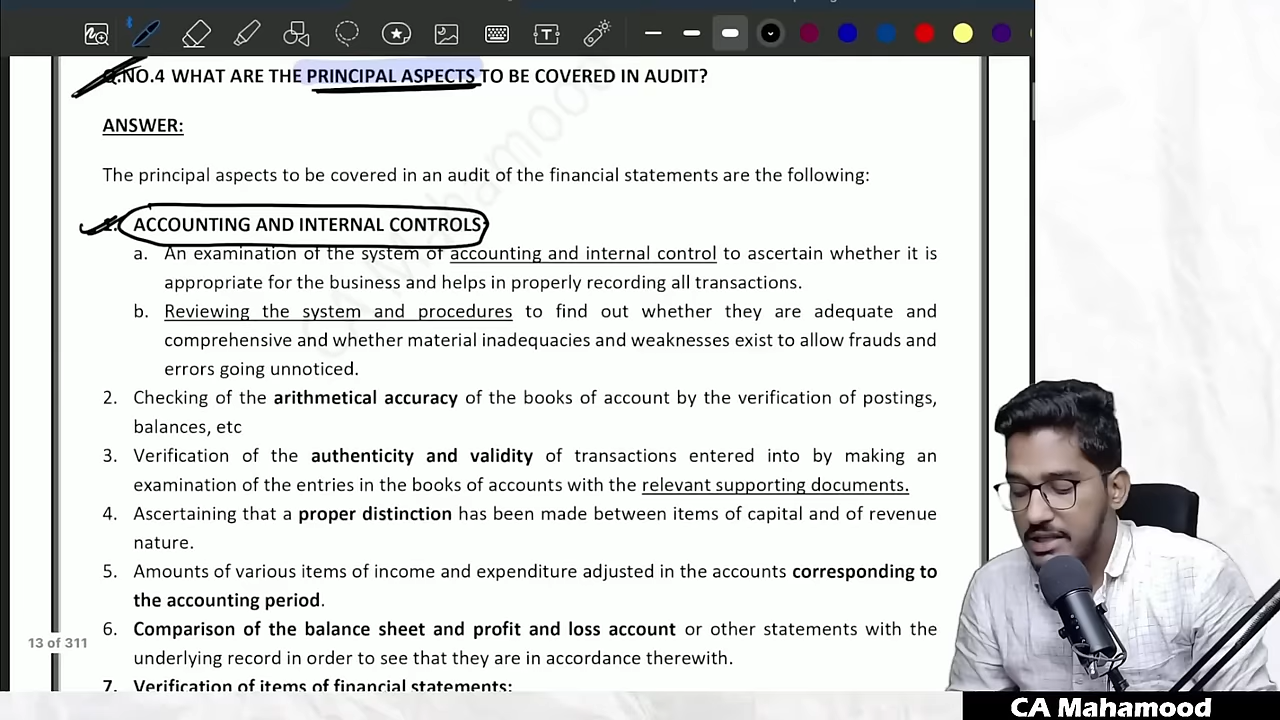 Q.NO.4 WHAT ARE THE PRINCIPAL ASPECTS TO BE COVERED IN AUDIT?
ANSWER:
The principal aspects to be covered in an audit of the financial statements are the following:
1. ACCOUNTING AND INTERNAL CONTROLS:
a. An examination of the system of accounting and internal control to ascertain whether it is
appropriate for the business and helps in properly recording all transactions.
b. Reviewing the system and procedures to find out whether they are adequate and
comprehensive and whether material inadequacies and weaknesses exist to allow frauds and
errors going unnoticed.
2. Checking of the arithmetical accuracy of the books of account by the verification of postings,
balances, etc
3. Verification of the authenticity and validity of transactions entered into by making an
examination of the entries in the books of accounts with the relevant supporting documents.
4. Ascertaining that a proper distinction has been made between items of capital and of revenue
nature.
5. Amounts of various items of income and expenditure adjusted in the accounts corresponding to
the accounting period.
13 of 311
6. Comparison of the balance sheet and profit and loss account or other statements with the
underlying record in order to see that they are in accordance therewith.
7. Verification of items of financial statements:
CA Mahamood
CA Mahamood